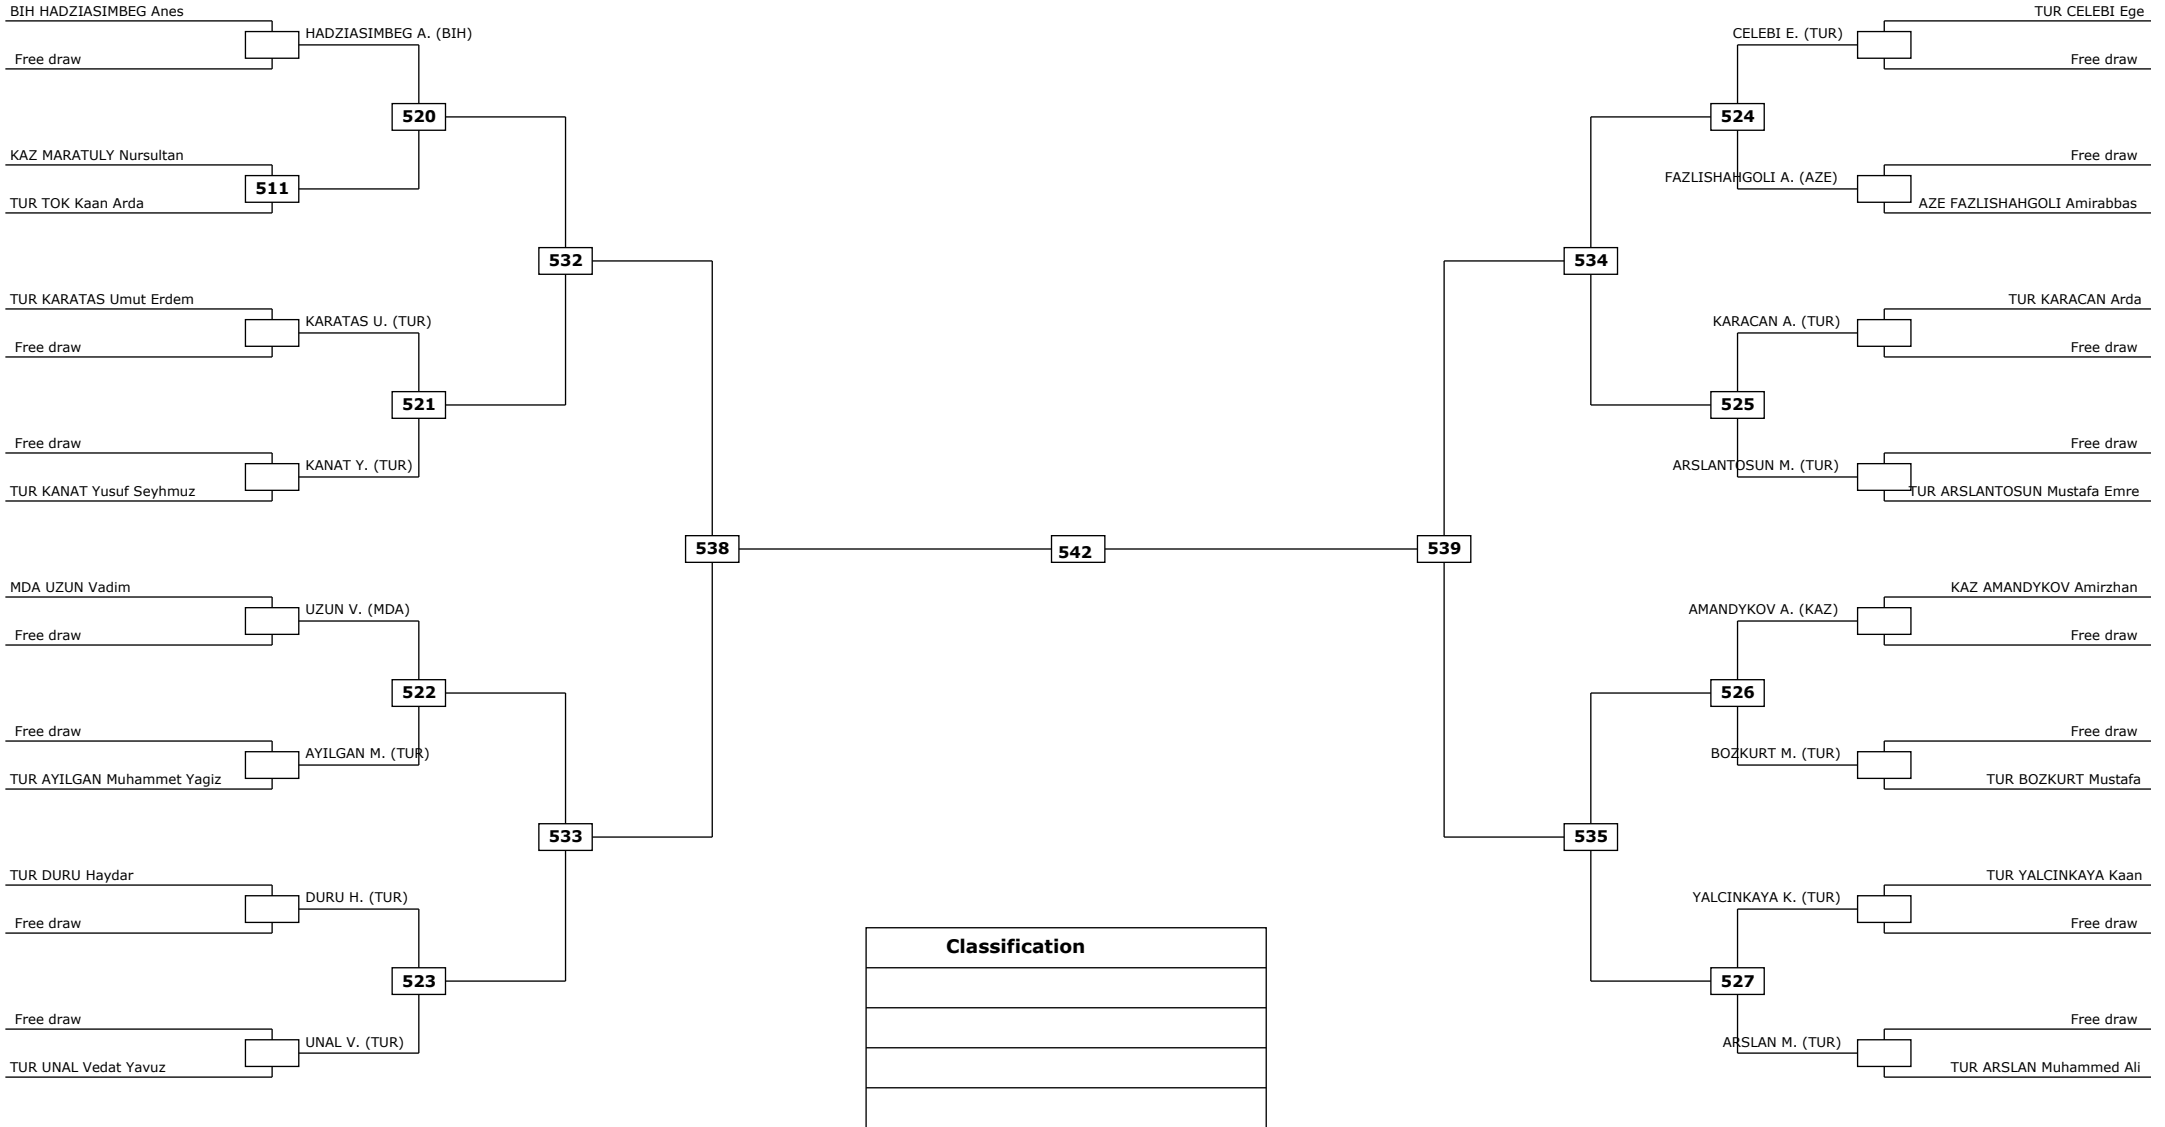 BIH HADZIASIMBEG Anes
HADZIASIMBEG A. (BIH)
Free draw
520
KAZ MARATULY Nursultan
511
TUR TOK Kaan Arda
532
TUR KARATAS Umut Erdem
KARATAS U. (TUR)
Free draw
521
Free draw
KANAT Y. (TUR)
TUR KANAT Yusuf Seyhmuz
538
MDA UZUN Vadim
UZUN V. (MDA)
Free draw
522
Free draw
AYILGAN M. (TUR)
TUR AYILGAN Muhammet Yagiz
533
TUR DURU Haydar
DURU H. (TUR)
Free draw
523
Free draw
UNAL V. (TUR)
TUR UNAL Vedat Yavuz
542
TUR CELEBI Ege
CELEBI E. (TUR)
Free draw
524
Free draw
FAZLISHAHGOLI A. (AZE)
AZE FAZLISHAHGOLI Amirabbas
534
TUR KARACAN Arda
KARACAN A. (TUR)
Free draw
525
Free draw
ARSLANTOSUN M. (TUR)
TUR ARSLANTOSUN Mustafa Emre
539
KAZ AMANDYKOV Amirzhan
AMANDYKOV A. (KAZ)
Free draw
526
Free draw
BOZKURT M. (TUR)
TUR BOZKURT Mustafa
535
TUR YALCINKAYA Kaan
YALCINKAYA K. (TUR)
Free draw
527
Free draw
ARSLAN M. (TUR)
TUR ARSLAN Muhammed Ali
Classification